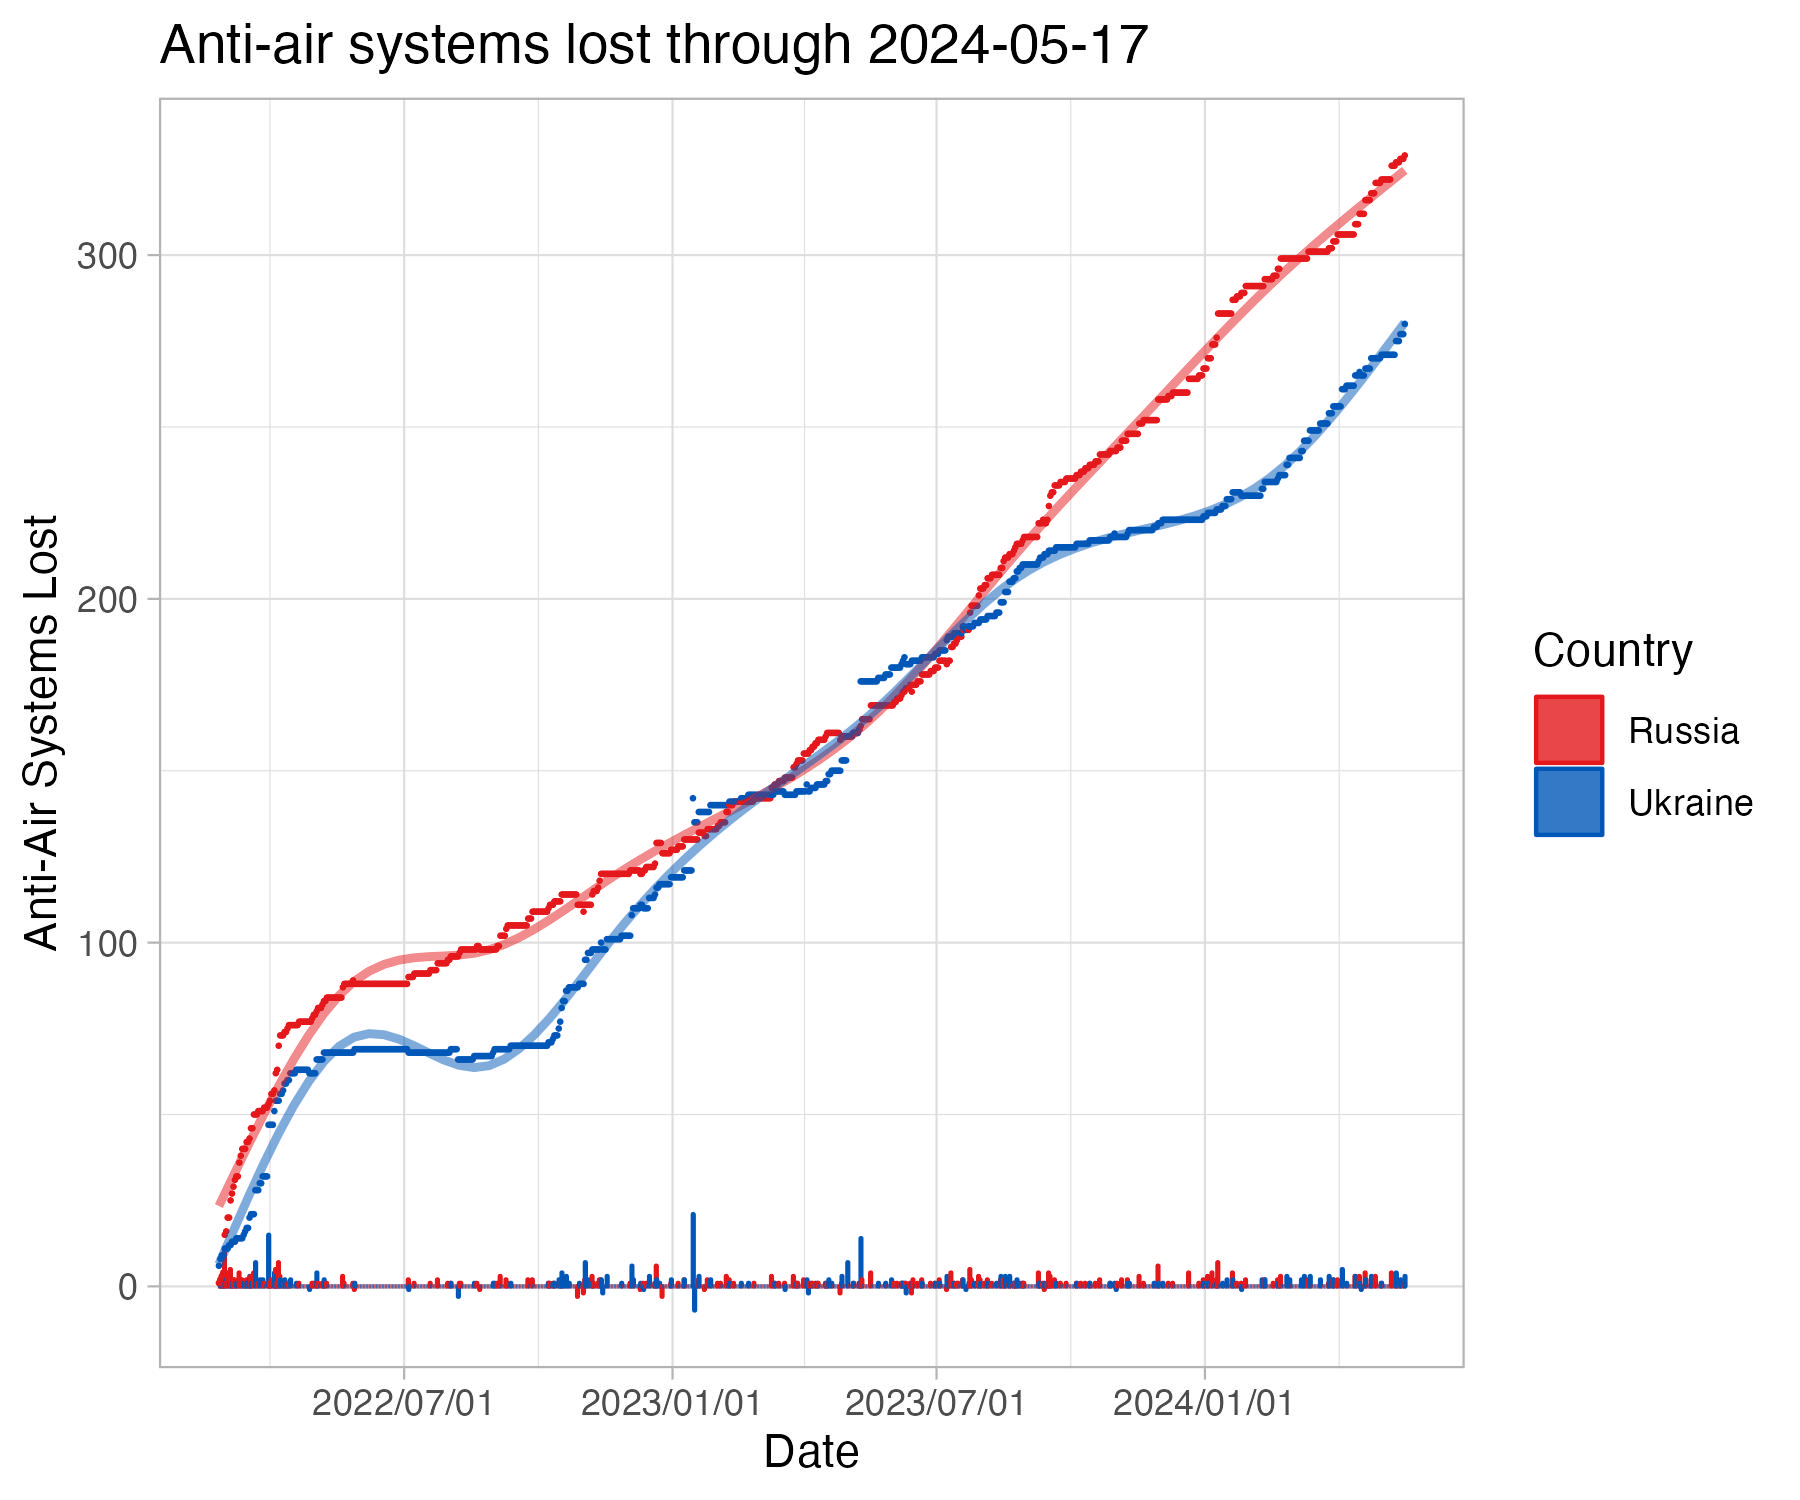 Anti-air systems lost through 2024-05-17
Anti-Air Systems Lost
300
200
100
0
2022/07/01
2023/01/01
2023/07/01
2024/01/01
Date
Country
Russia
Ukraine